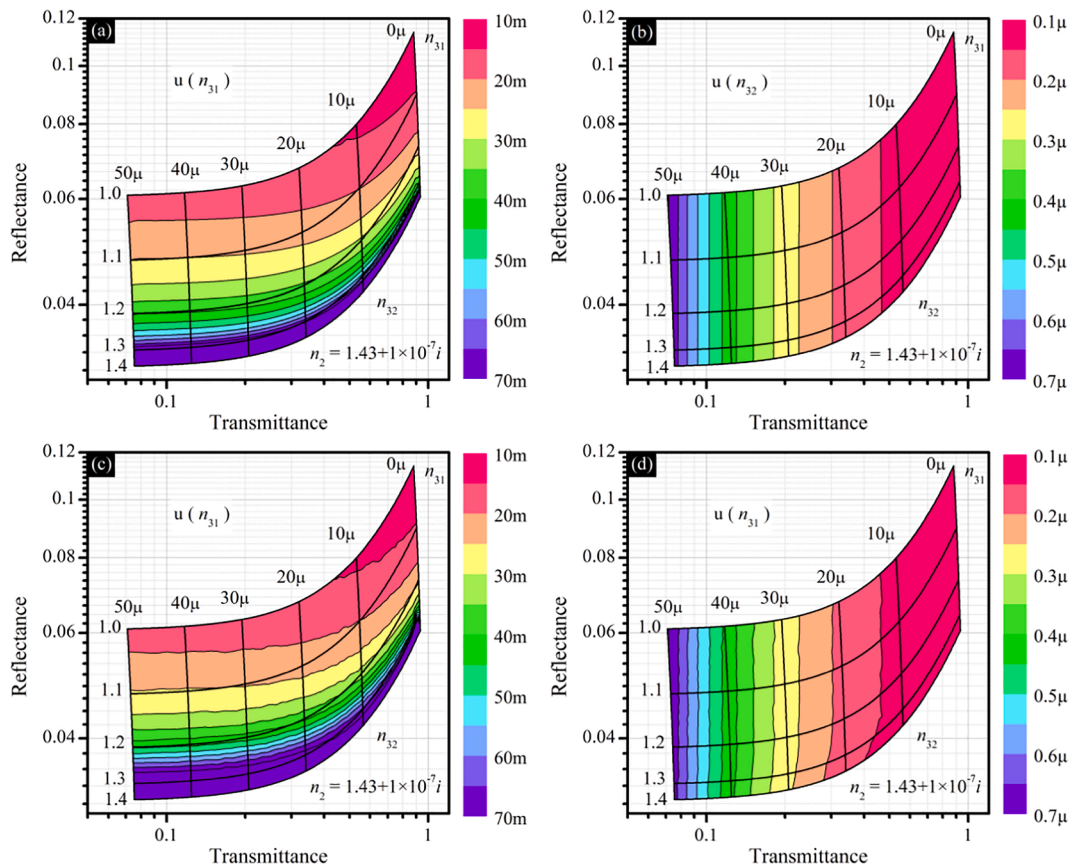 (a)
u ( n₃₁ )
0µ
n₃₁
10µ
20µ
30µ
40µ
50µ
1.0
1.1
1.2
1.3
1.4
n₃₂
n₂ = 1.43+1×10⁻⁷i
0.12
0.1
0.08
0.06
0.04
Reflectance
0.1
1
Transmittance
10m
20m
30m
40m
50m
60m
70m
(b)
u ( n₃₂ )
0µ
n₃₁
10µ
20µ
30µ
40µ
50µ
1.0
1.1
1.2
1.3
1.4
n₃₂
n₂ = 1.43+1×10⁻⁷i
0.12
0.1
0.08
0.06
0.04
Reflectance
0.1
1
Transmittance
0.1µ
0.2µ
0.3µ
0.4µ
0.5µ
0.6µ
0.7µ
(c)
u ( n₃₁ )
0µ
n₃₁
10µ
20µ
30µ
40µ
50µ
1.0
1.1
1.2
1.3
1.4
n₃₂
n₂ = 1.43+1×10⁻⁷i
0.12
0.1
0.08
0.06
0.04
Reflectance
0.1
1
Transmittance
10m
20m
30m
40m
50m
60m
70m
(d)
u ( n₃₁ )
0µ
n₃₁
10µ
20µ
30µ
40µ
50µ
1.0
1.1
1.2
1.3
1.4
n₃₂
n₂ = 1.43+1×10⁻⁷i
0.12
0.1
0.08
0.06
0.04
Reflectance
0.1
1
Transmittance
0.1µ
0.2µ
0.3µ
0.4µ
0.5µ
0.6µ
0.7µ